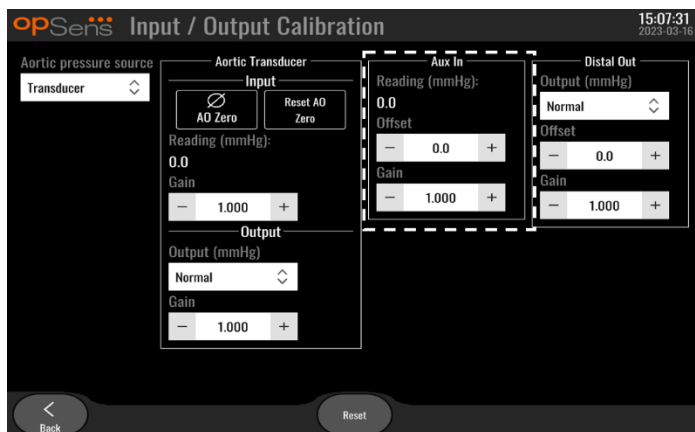 opSens Input / Output Calibration
15:07:31
2023-03-16
Aortic pressure source
Transducer
Aortic Transducer
Input
AO Zero
Reset AO
Zero
Reading (mmHg):
0.0
Gain
− 1.000 +
Output
Output (mmHg)
Normal
Gain
− 1.000 +
Aux In
Reading (mmHg):
0.0
Offset
− 0.0 +
Gain
− 1.000 +
Distal Out
Output (mmHg)
Normal
Offset
− 0.0 +
Gain
− 1.000 +
Back
Reset